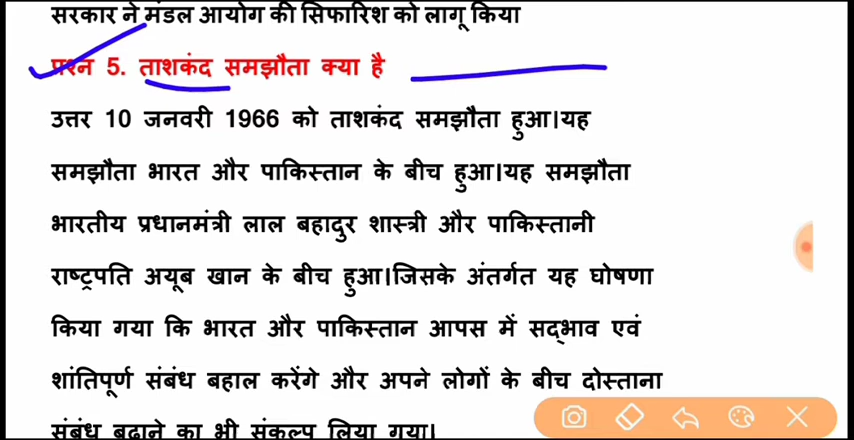 सरकार ने मंडल आयोग की सिफारिश को लागू किया
प्रश्न 5. ताशकंद समझौता क्या है
उत्तर 10 जनवरी 1966 को ताशकंद समझौता हुआ।यह
समझौता भारत और पाकिस्तान के बीच हुआ।यह समझौता
भारतीय प्रधानमंत्री लाल बहादुर शास्त्री और पाकिस्तानी
राष्ट्रपति अयूब खान के बीच हुआ।जिसके अंतर्गत यह घोषणा
किया गया कि भारत और पाकिस्तान आपस में सद्भाव एवं
शांतिपूर्ण संबंध बहाल करेंगे और अपने लोगों के बीच दोस्ताना
संबंध बढ़ाने का भी संकल्प लिया गया।